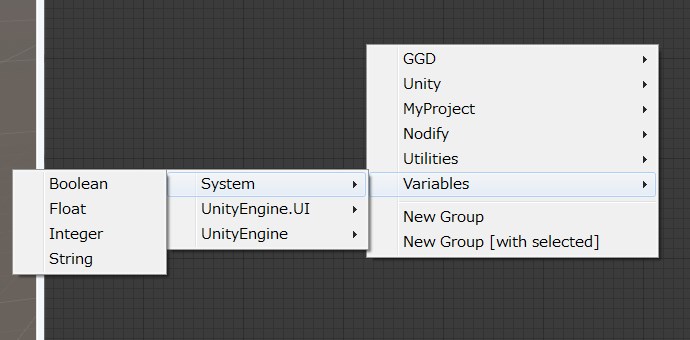 GGD
Unity
MyProject
Nodify
Utilities
Variables
New Group
New Group [with selected]
System
UnityEngine.UI
UnityEngine
Boolean
Float
Integer
String